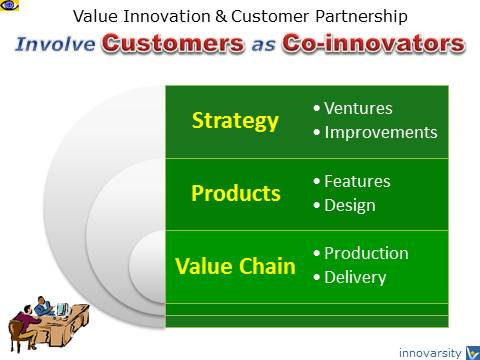 Value Innovation & Customer Partnership
Involve Customers as Co-innovators
Strategy
• Ventures
• Improvements
Products
• Features
• Design
Value Chain
• Production
• Delivery
innovarsity